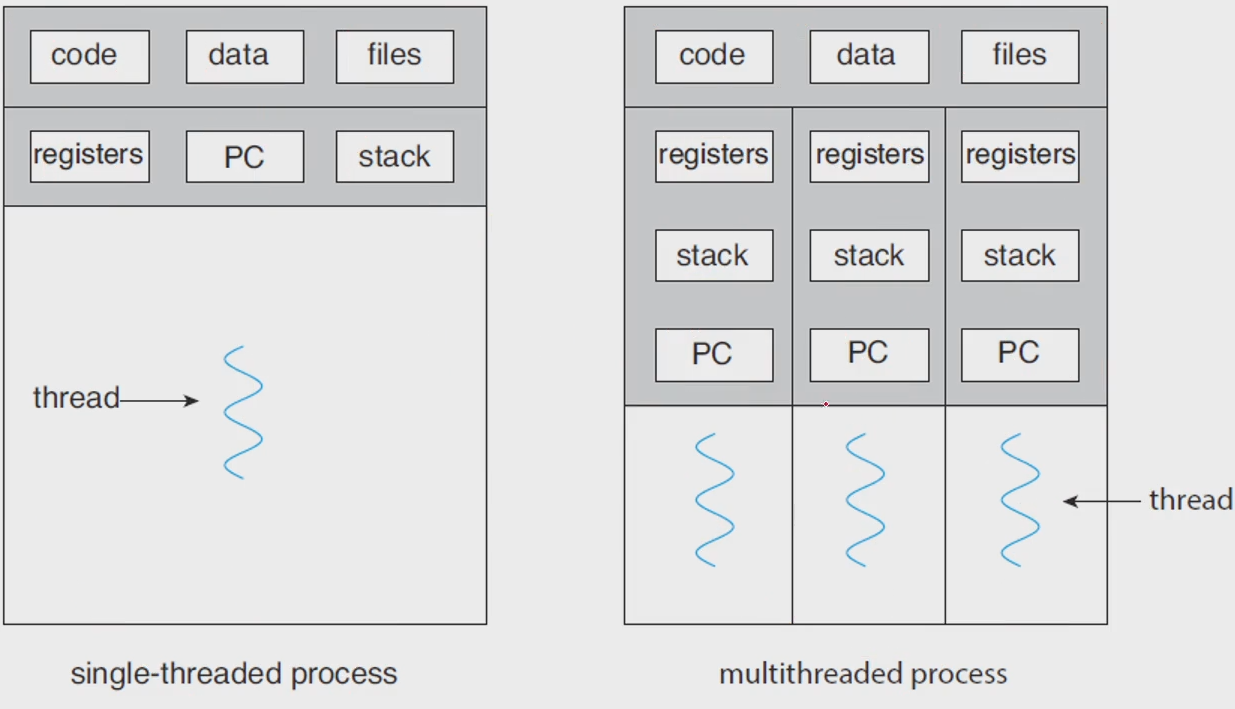 code data files code data files
registers PC stack registers registers registers
stack stack stack
PC PC PC
thread
thread
single-threaded process multithreaded process